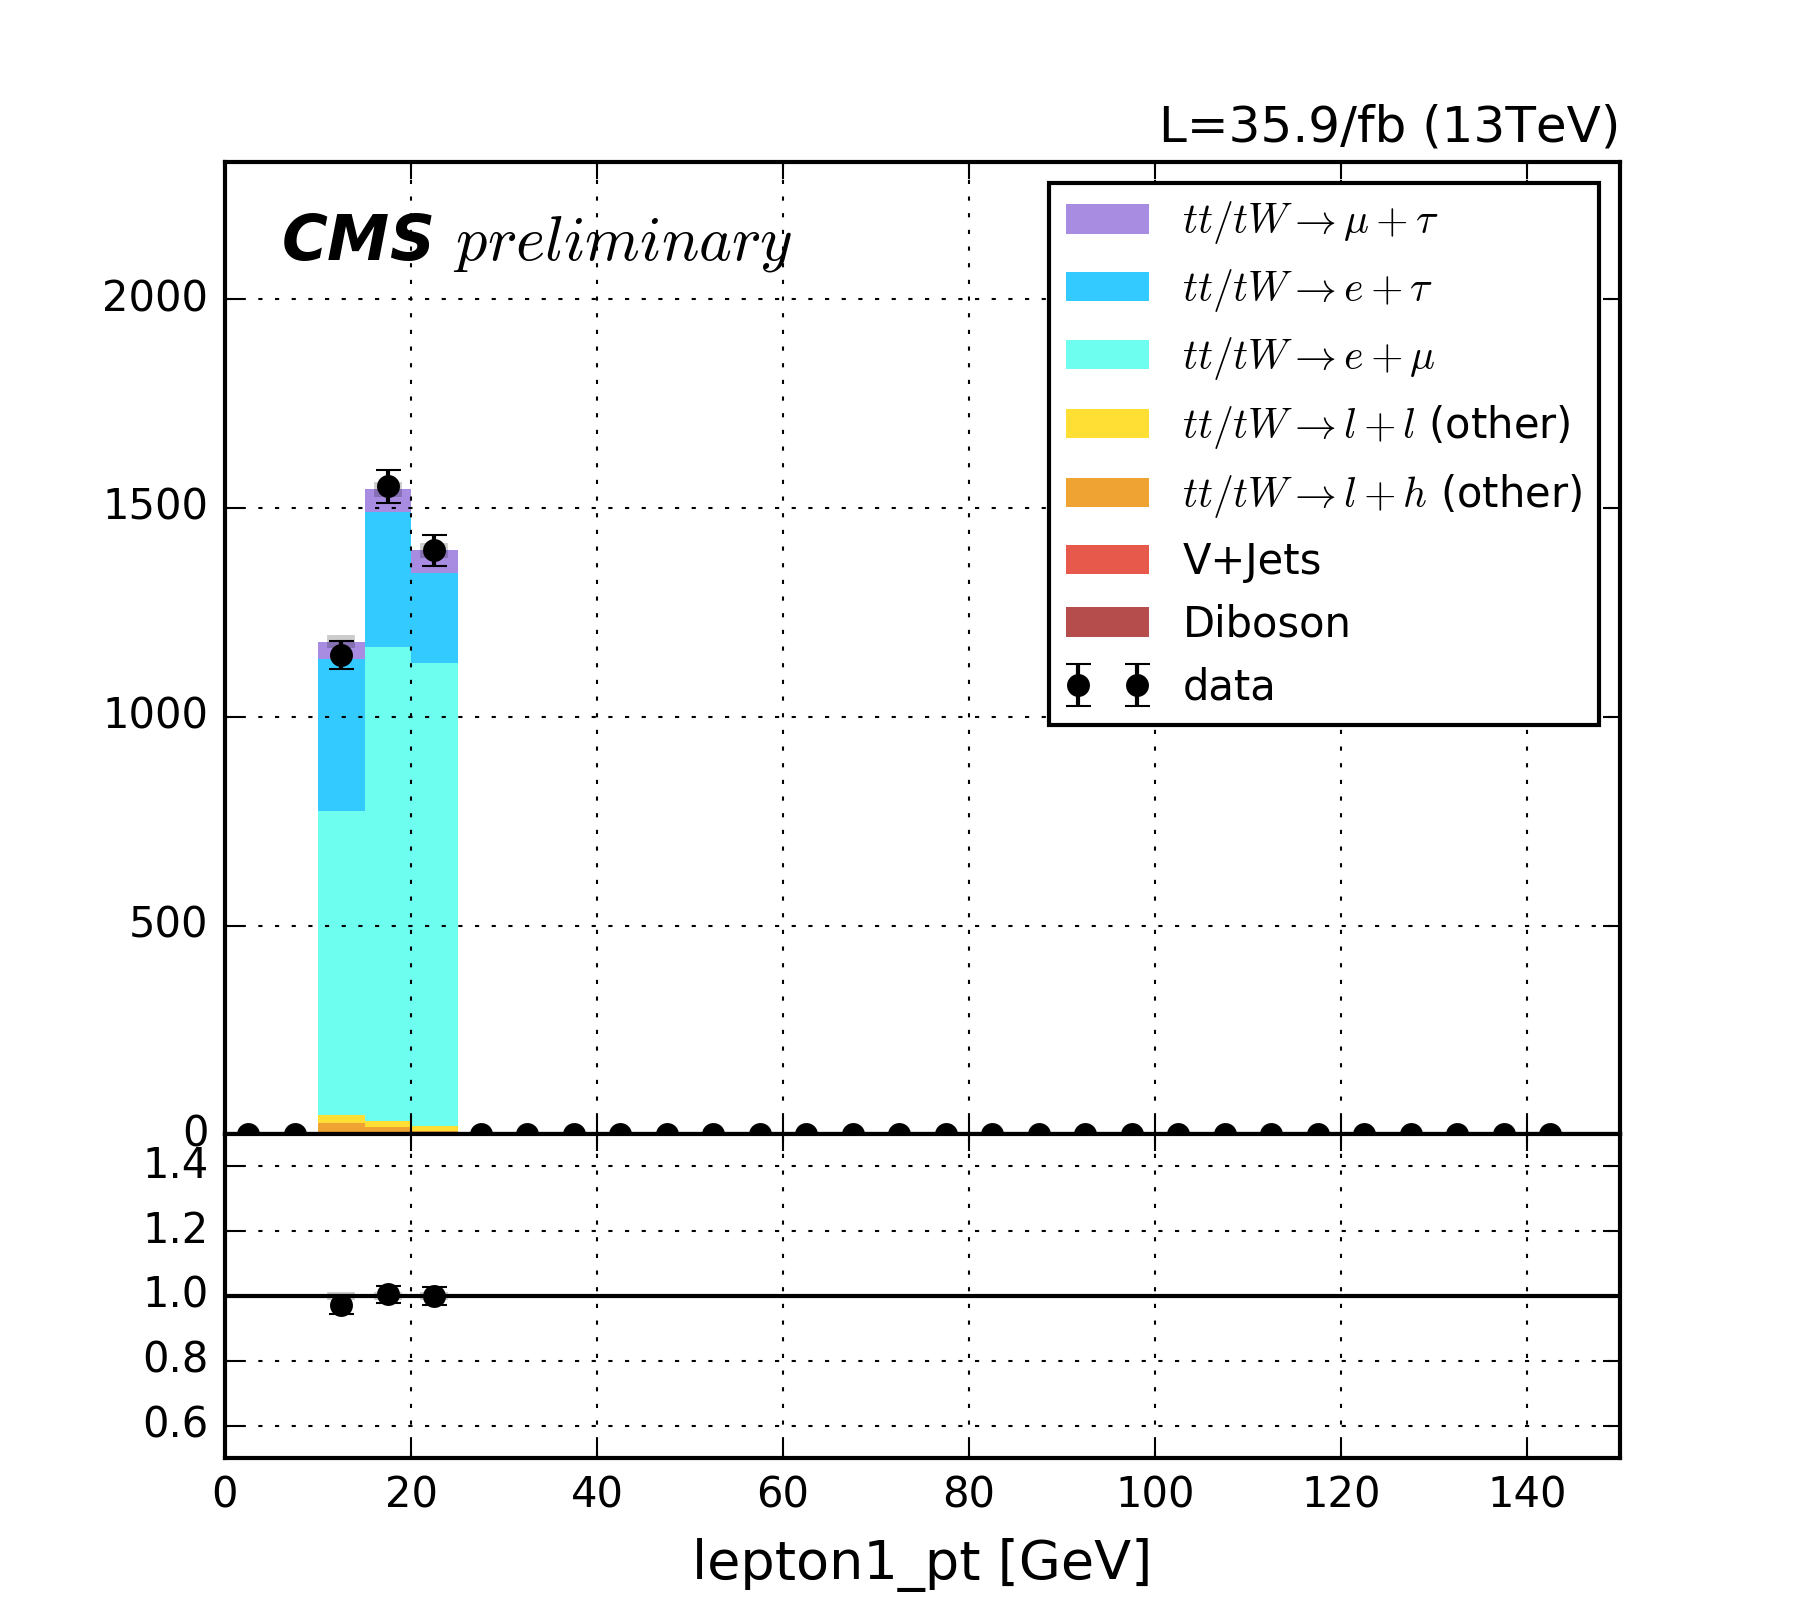 L=35.9/fb (13TeV)
CMS preliminary
tt/tW → μ + τ
tt/tW → e + τ
tt/tW → e + μ
tt/tW → l + l (other)
tt/tW → l + h (other)
V+Jets
Diboson
data
2000
1500
1000
500
0
1.4
1.2
1.0
0.8
0.6
0 20 40 60 80 100 120 140
lepton1_pt [GeV]